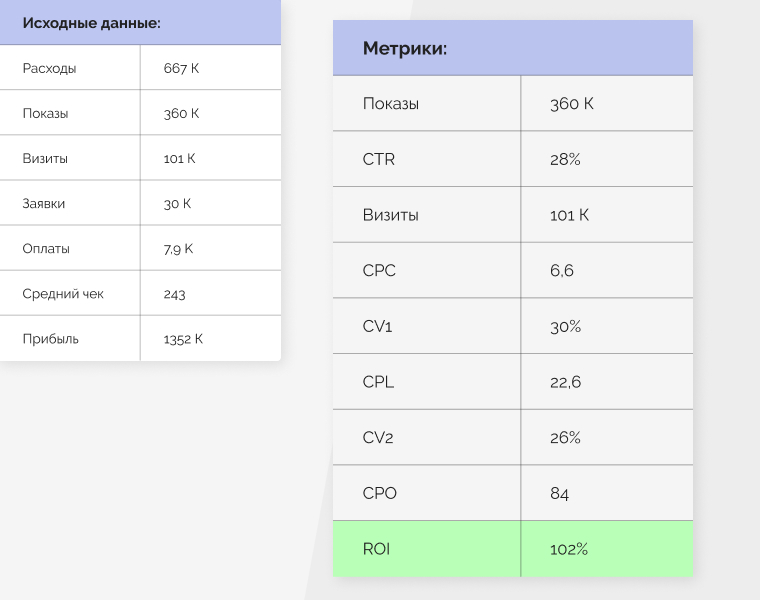 Исходные данные:
Расходы 667 К
Показы 360 К
Визиты 101 К
Заявки 30 К
Оплаты 7,9 К
Средний чек 243
Прибыль 1352 К
Метрики:
Показы 360 К
CTR 28%
Визиты 101 К
CPC 6,6
CV1 30%
CPL 22,6
CV2 26%
CPO 84
ROI 102%